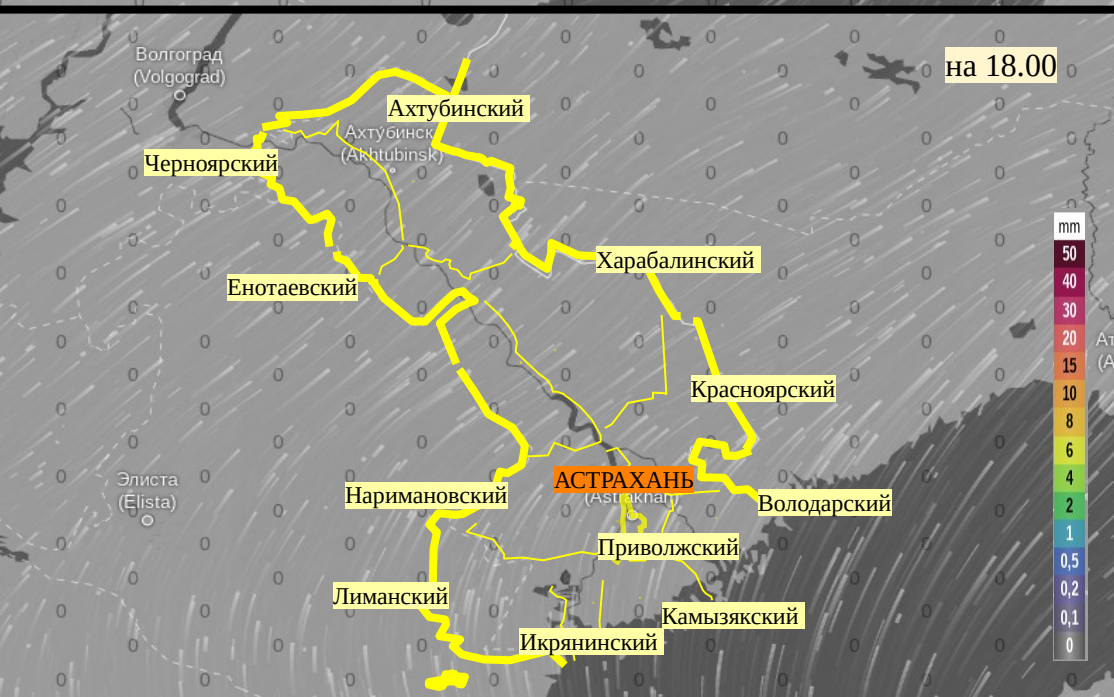 Волгоград
(Volgograd)
на 18.00
Ахтубинский
Ахту́бинск
(Akhtubinsk)
Черноярский
mm
50
40
30
20
15
10
8
6
4
2
1
0,5
0,2
0,1
0
Харабалинский
Енотаевский
Красноярский
Элиста
(Elista)
АСТРАХАНЬ
(Astrakhan)
Наримановский
Володарский
Приволжский
Лиманский
Камызякский
Икрянинский